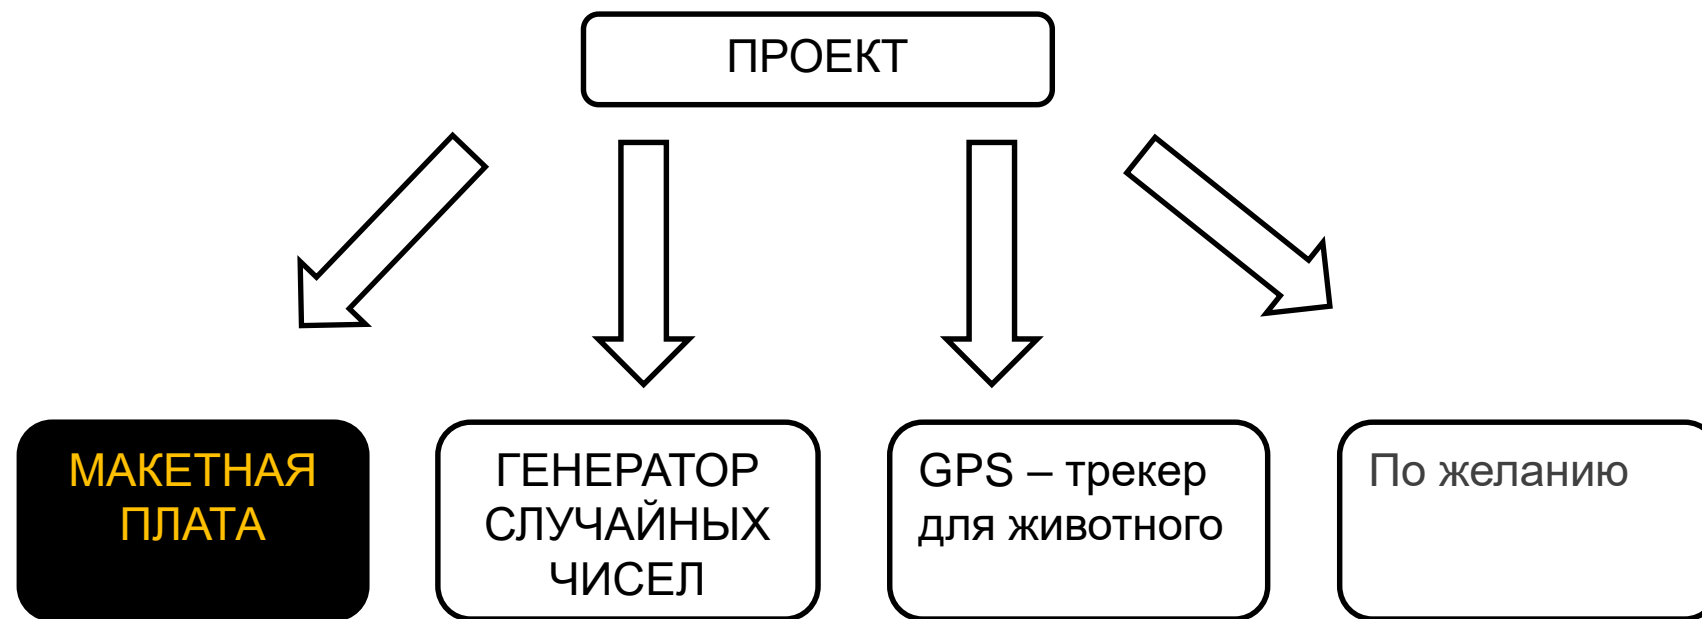 ПРОЕКТ
МАКЕТНАЯ
ПЛАТА
ГЕНЕРАТОР
СЛУЧАЙНЫХ
ЧИСЕЛ
GPS – трекер
для животного
По желанию